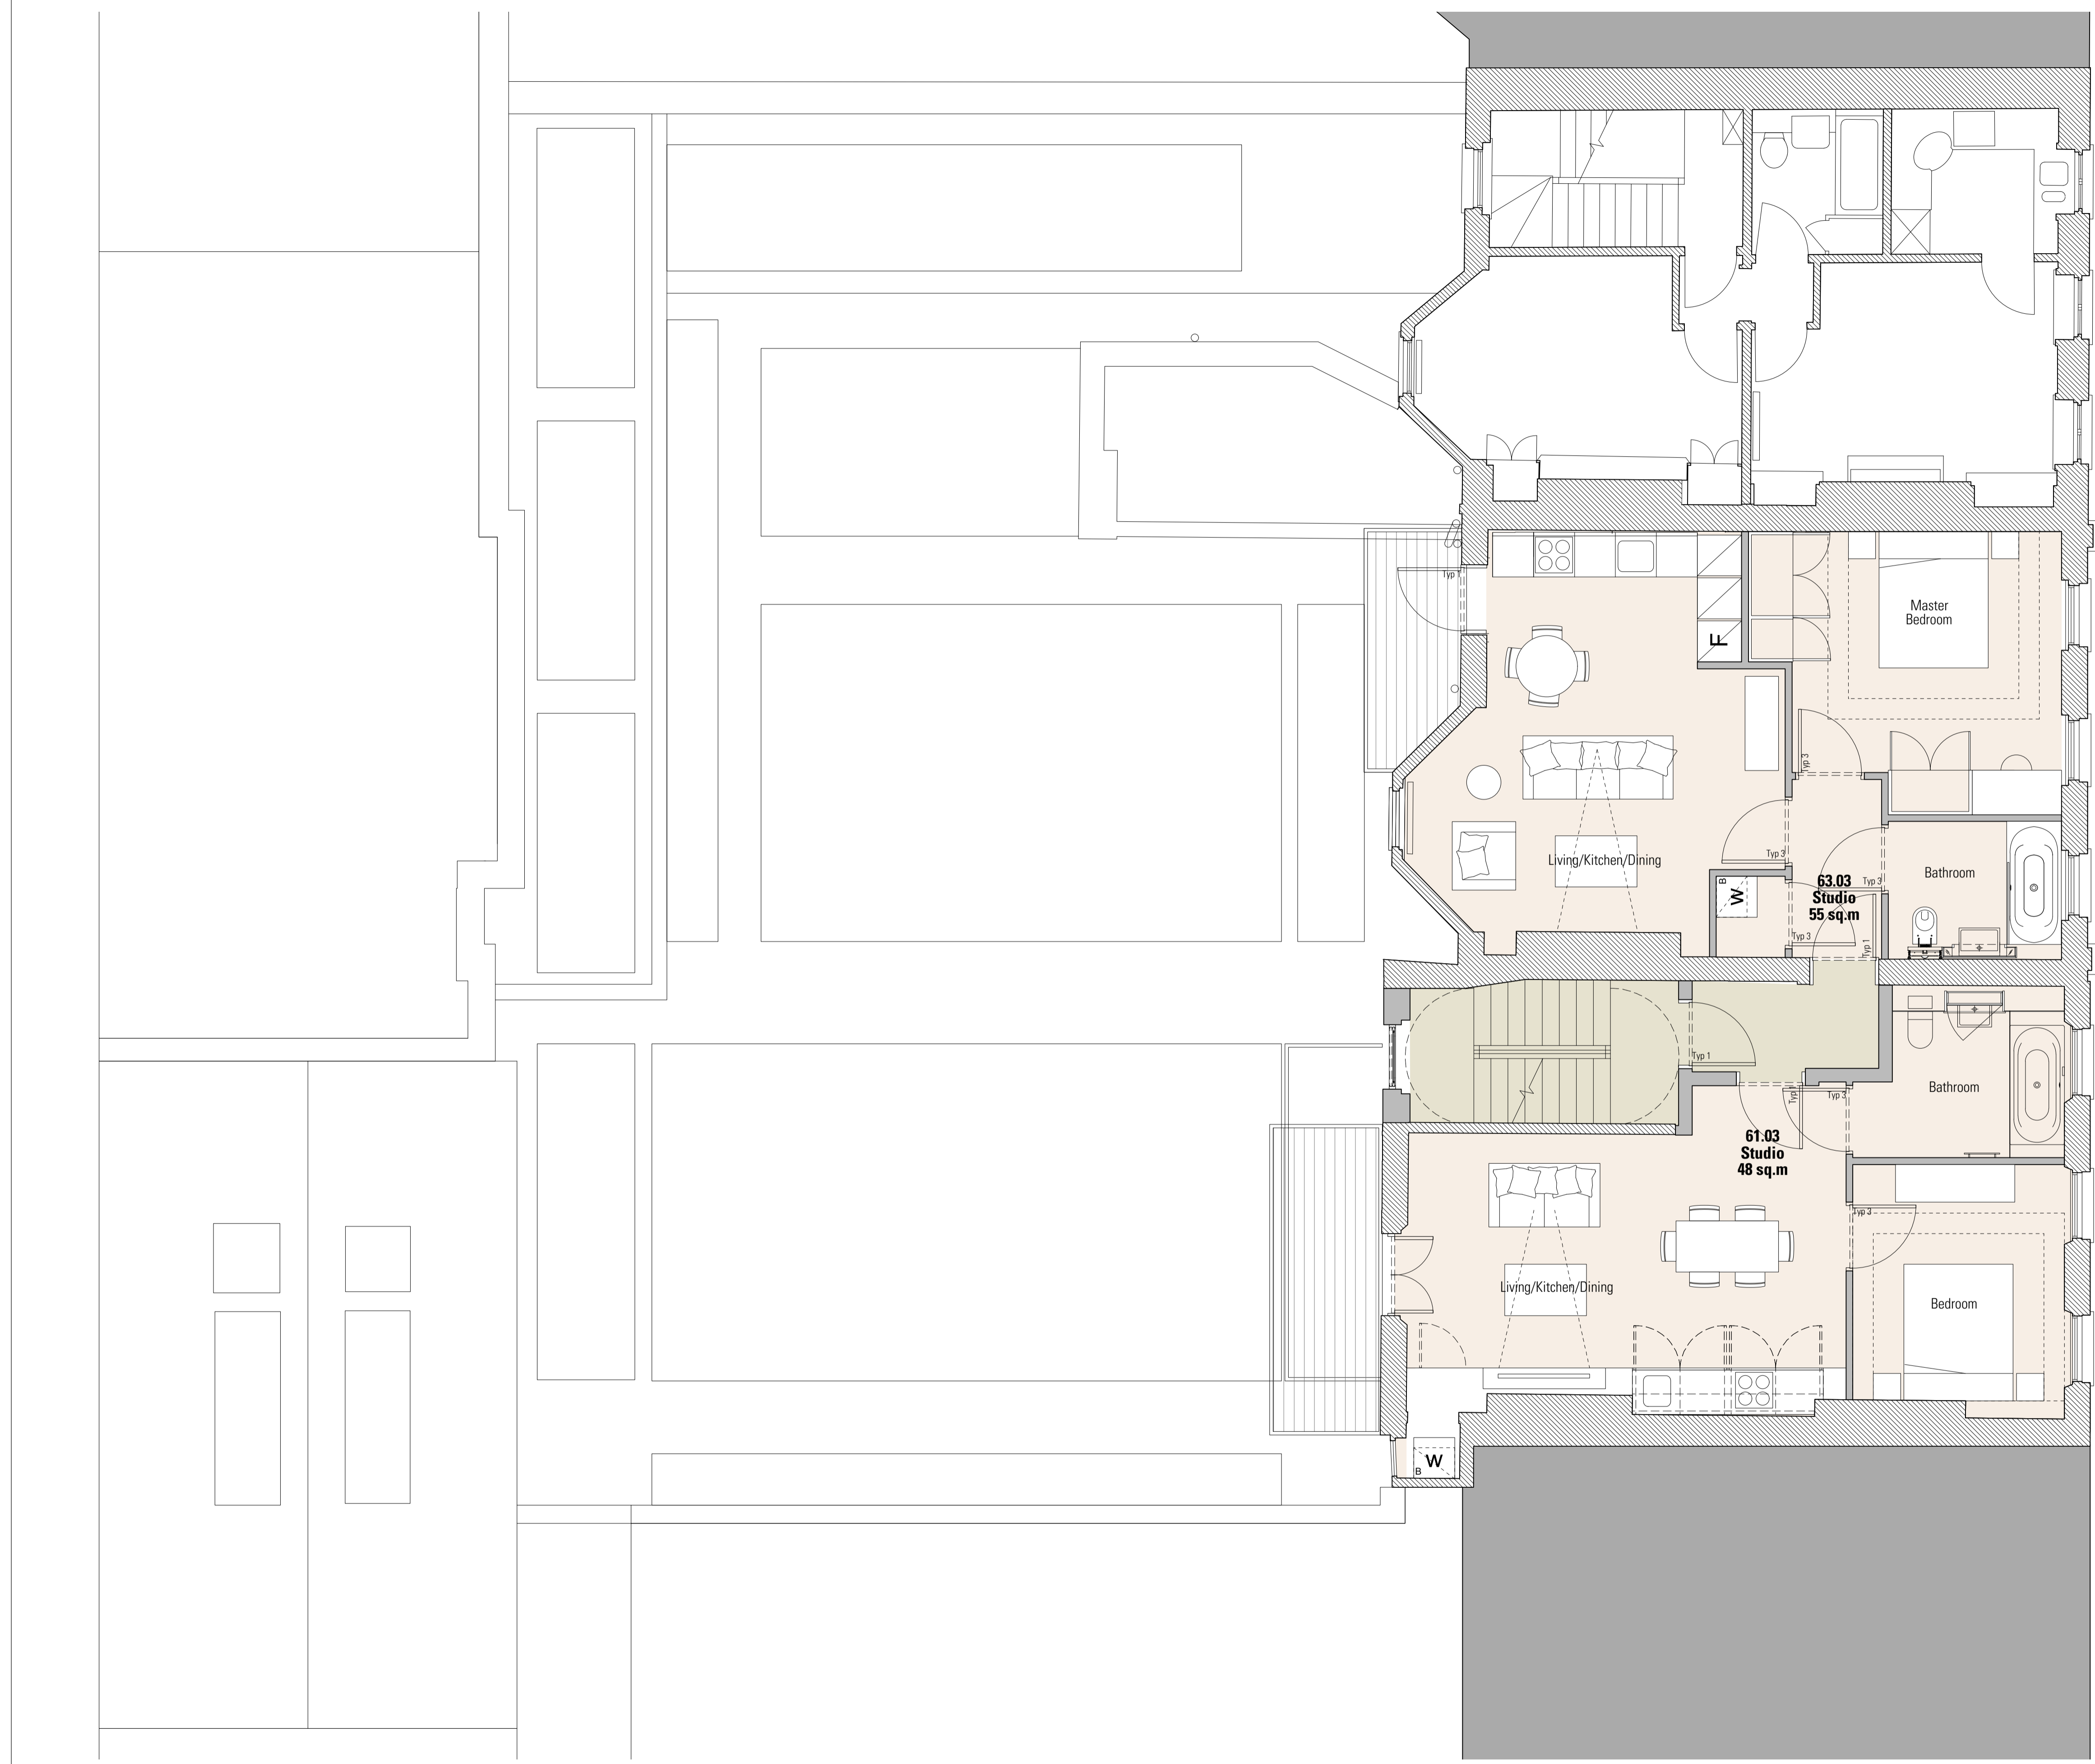 Typ 1
F
Master
Bedroom
Typ 3
Living/Kitchen/Dining
Typ 3
B
W
63.03
Studio
55 sq.m
Typ 3
Typ 3
Typ 1
Bathroom
Typ 1
Typ 1
Typ 3
Bathroom
61.03
Studio
48 sq.m
Typ 3
Living/Kitchen/Dining
Bedroom
W
B